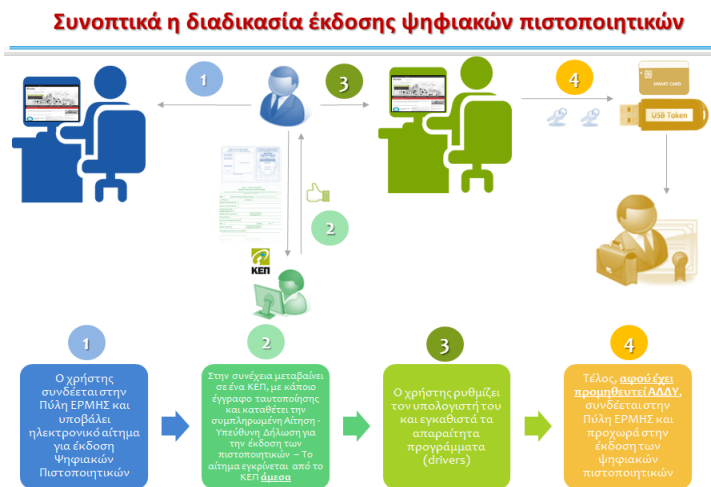 Συνοπτικά η διαδικασία έκδοσης ψηφιακών πιστοποιητικών
1
3
4
SMART CARD
USB Token
2
ΚΕΠ
1
2
3
4
Ο χρήστης
συνδέεται στην
Πύλη ΕΡΜΗΣ και
υποβάλει
ηλεκτρονικό αίτημα
για έκδοση
Ψηφιακών
Πιστοποιητικών
Στην συνέχεια μεταβαίνει
σε ένα ΚΕΠ, με κάποιο
έγγραφο ταυτοποίησης
και καταθέτει την
συμπληρωμένη Αίτηση -
Υπεύθυνη Δήλωση για
την έκδοση των
πιστοποιητικών – Το
αίτημα εγκρίνεται από το
ΚΕΠ άμεσα
Ο χρήστης ρυθμίζει
τον υπολογιστή του
και εγκαθιστά τα
απαραίτητα
προγράμματα
(drivers)
Τέλος, αφού έχει
προμηθευτεί ΑΔΔΥ,
συνδέεται στην
Πύλη ΕΡΜΗΣ και
προχωρά στην
έκδοση των
ψηφιακών
πιστοποιητικών